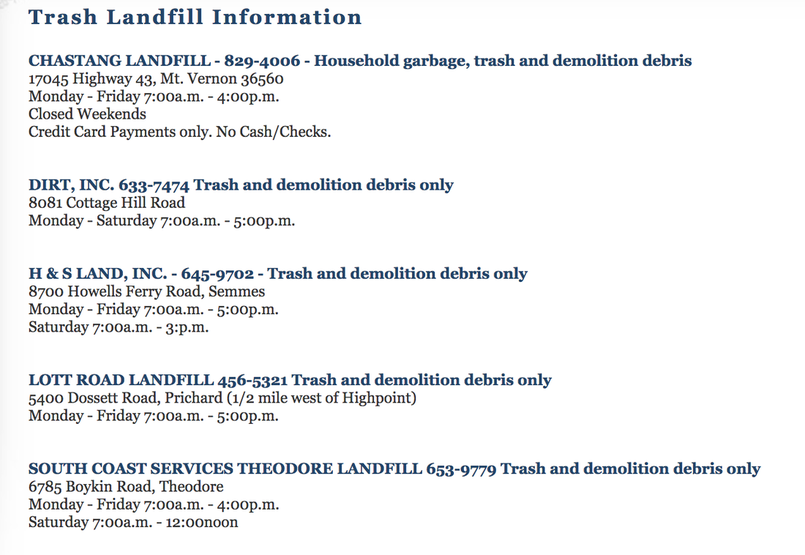 Trash Landfill Information
CHASTANG LANDFILL - 829-4006 - Household garbage, trash and demolition debris
17045 Highway 43, Mt. Vernon 36560
Monday - Friday 7:00a.m. - 4:00p.m.
Closed Weekends
Credit Card Payments only. No Cash/Checks.
DIRT, INC. 633-7474 Trash and demolition debris only
8081 Cottage Hill Road
Monday - Saturday 7:00a.m. - 5:00p.m.
H & S LAND, INC. - 645-9702 - Trash and demolition debris only
8700 Howells Ferry Road, Semmes
Monday - Friday 7:00a.m. - 5:00p.m.
Saturday 7:00a.m. - 3:p.m.
LOTT ROAD LANDFILL 456-5321 Trash and demolition debris only
5400 Dossett Road, Prichard (1/2 mile west of Highpoint)
Monday - Friday 7:00a.m. - 5:00p.m.
SOUTH COAST SERVICES THEODORE LANDFILL 653-9779 Trash and demolition debris only
6785 Boykin Road, Theodore
Monday - Friday 7:00a.m. - 4:00p.m.
Saturday 7:00a.m. - 12:00noon